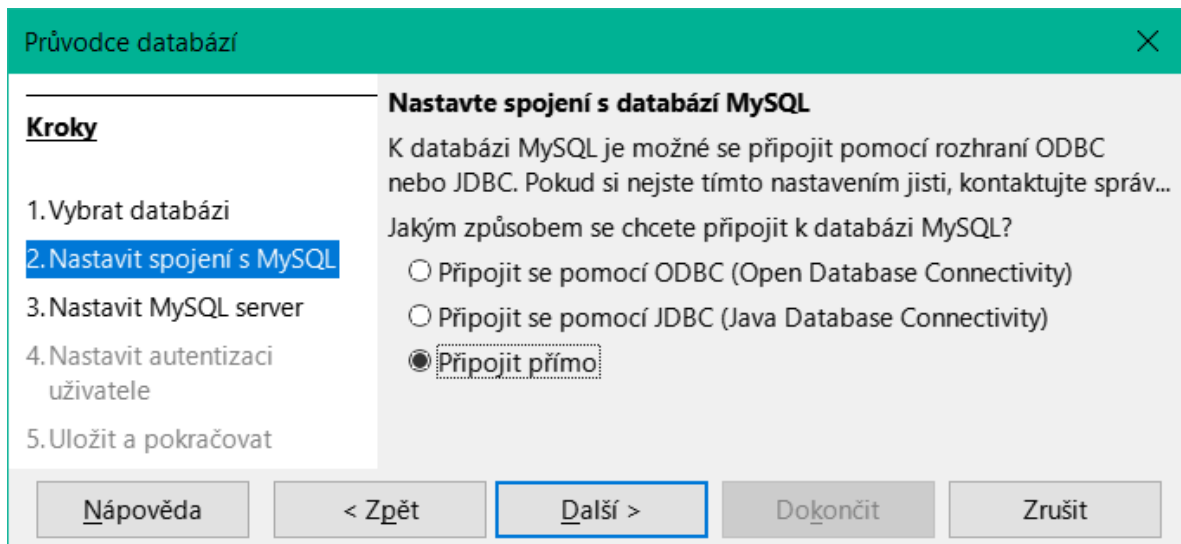 Průvodce databází
Kroky
1. Vybrat databázi
2. Nastavit spojení s MySQL
3. Nastavit MySQL server
4. Nastavit autentizaci
uživatele
5. Uložit a pokračovat
Nastavte spojení s databází MySQL
K databázi MySQL je možné se připojit pomocí rozhraní ODBC
nebo JDBC. Pokud si nejste tímto nastavením jisti, kontaktujte správ...
Jakým způsobem se chcete připojit k databázi MySQL?
Připojit se pomocí ODBC (Open Database Connectivity)
Připojit se pomocí JDBC (Java Database Connectivity)
Připojit přímo
Nápověda
< Zpět
Další >
Dokončit
Zrušit